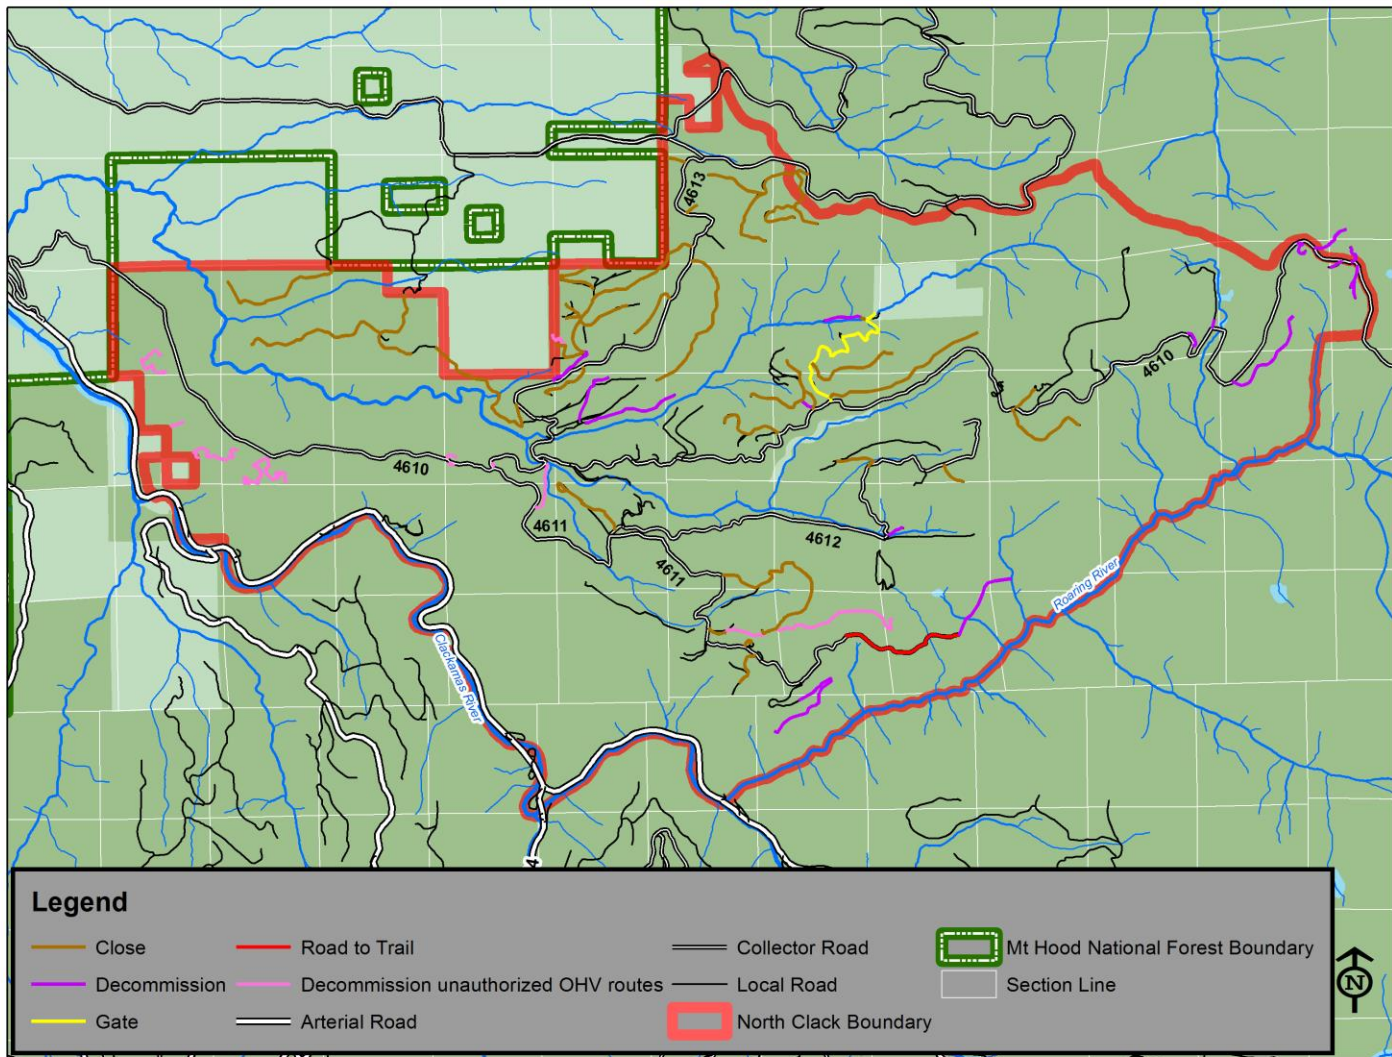 4613
4610
4610
4611
4612
4611
Roaring River
Clackamas River
4
Legend
Close
Road to Trail
Collector Road
Mt Hood National Forest Boundary
Decommission
Decommission unauthorized OHV routes
Local Road
Section Line
Gate
Arterial Road
North Clack Boundary
N